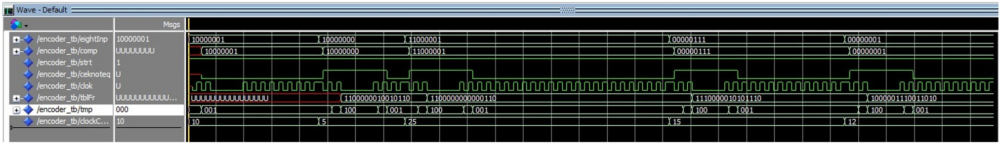 Wave - Default
Msgs
/encoder_tb/eightInp 10000001 10000001 10000000 11000001 00000111 00000001
/encoder_tb/comp UUUUUUUU 10000001 10000000 11000001 00000111 00000001
/encoder_tb/strt 1
/encoder_tb/ceknoteq U
/encoder_tb/clok U
/encoder_tb/tblFr UUUUUUUUUUU... UUUUUUUUUUUUUUUU 1100000010010110 1100000000000110 1110000010101110 1000001110011010
/encoder_tb/tmp 000 001 100 001 100 001 100 001 100 001
/encoder_tb/clockC... 10 10 5 25 15 12